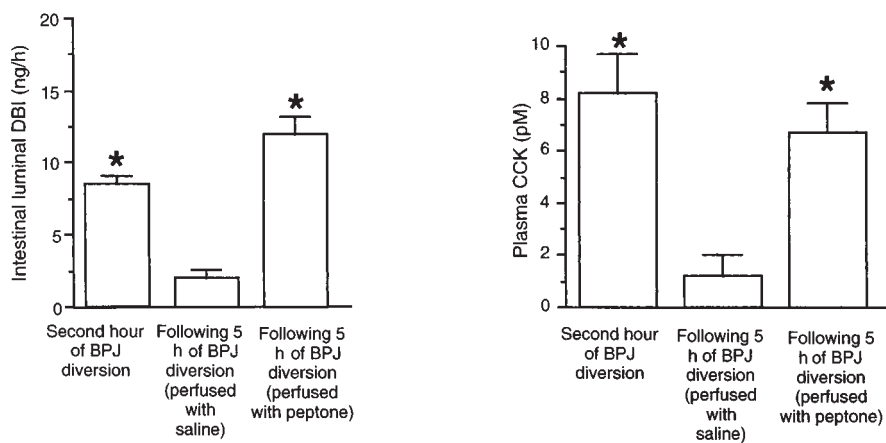 Intestinal luminal DBI (ng/h)
20
15
10
5
0
*
*
Second hour
of BPJ
diversion
Following 5
h of BPJ
diversion
(perfused
with
saline)
Following 5
h of BPJ
diversion
(perfused
with peptone)
Plasma CCK (pM)
10
8
6
4
2
0
*
*
Second hour
of BPJ
diversion
Following 5
h of BPJ
diversion
(perfused
with
saline)
Following 5
h of BPJ
diversion
(perfused
with peptone)